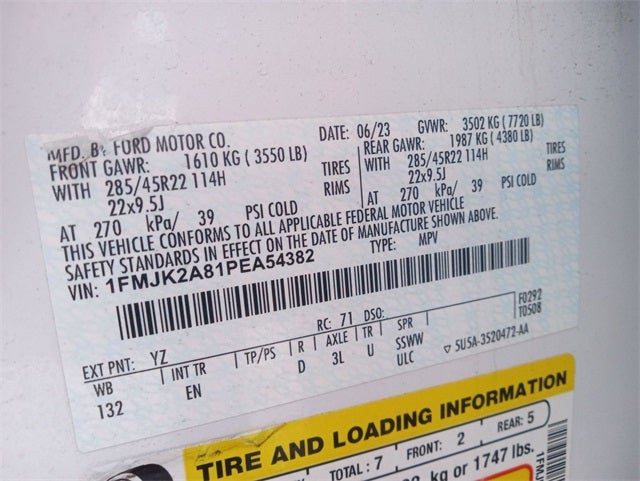 MFD. BY FORD MOTOR CO.
DATE: 06/23 GVWR: 3502 KG ( 7720 LB)
FRONT GAWR: 1610 KG ( 3550 LB) REAR GAWR: 1987 KG ( 4380 LB)
WITH 285/45R22 114H TIRES WITH 285/45R22 114H TIRES
22x9.5J RIMS 22x9.5J RIMS
AT 270 kPa/ 39 PSI COLD AT 270 kPa/ 39 PSI COLD
THIS VEHICLE CONFORMS TO ALL APPLICABLE FEDERAL MOTOR VEHICLE
SAFETY STANDARDS IN EFFECT ON THE DATE OF MANUFACTURE SHOWN ABOVE.
VIN: 1FMJK2A81PEA54382 TYPE: MPV
F0292
T0508
EXT PNT: YZ RC: 71 DSO:
WB INT TR TP/PS R AXLE TR SPR
132 EN D 3L U SSWW
ULC
5U5A-3520472-AA
TIRE AND LOADING INFORMATION
TOTAL : 7 FRONT: 2 REAR: 5
kg or 1747 lbs.
1FMJ